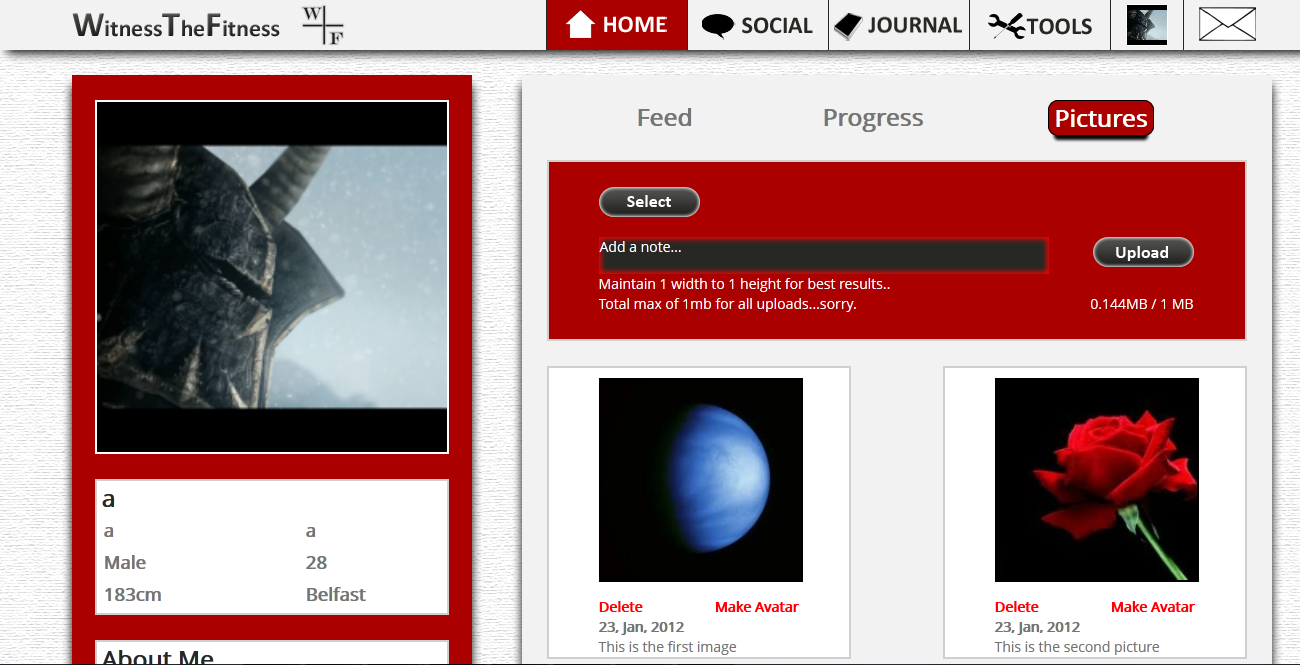 WitnessTheFitness
W
F
HOME
SOCIAL
JOURNAL
TOOLS
Feed
Progress
Pictures
Select
Add a note...
Upload
Maintain 1 width to 1 height for best results..
Total max of 1mb for all uploads...sorry.
0.144MB / 1 MB
a
a a
Male 28
183cm Belfast
About Me
Delete Make Avatar
23, Jan, 2012
This is the first image
Delete Make Avatar
23, Jan, 2012
This is the second picture